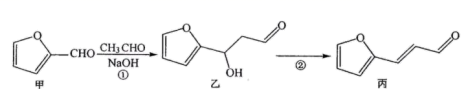 O CHO CH₃CHO NaOH ① O OH O ② O O
甲 乙 丙